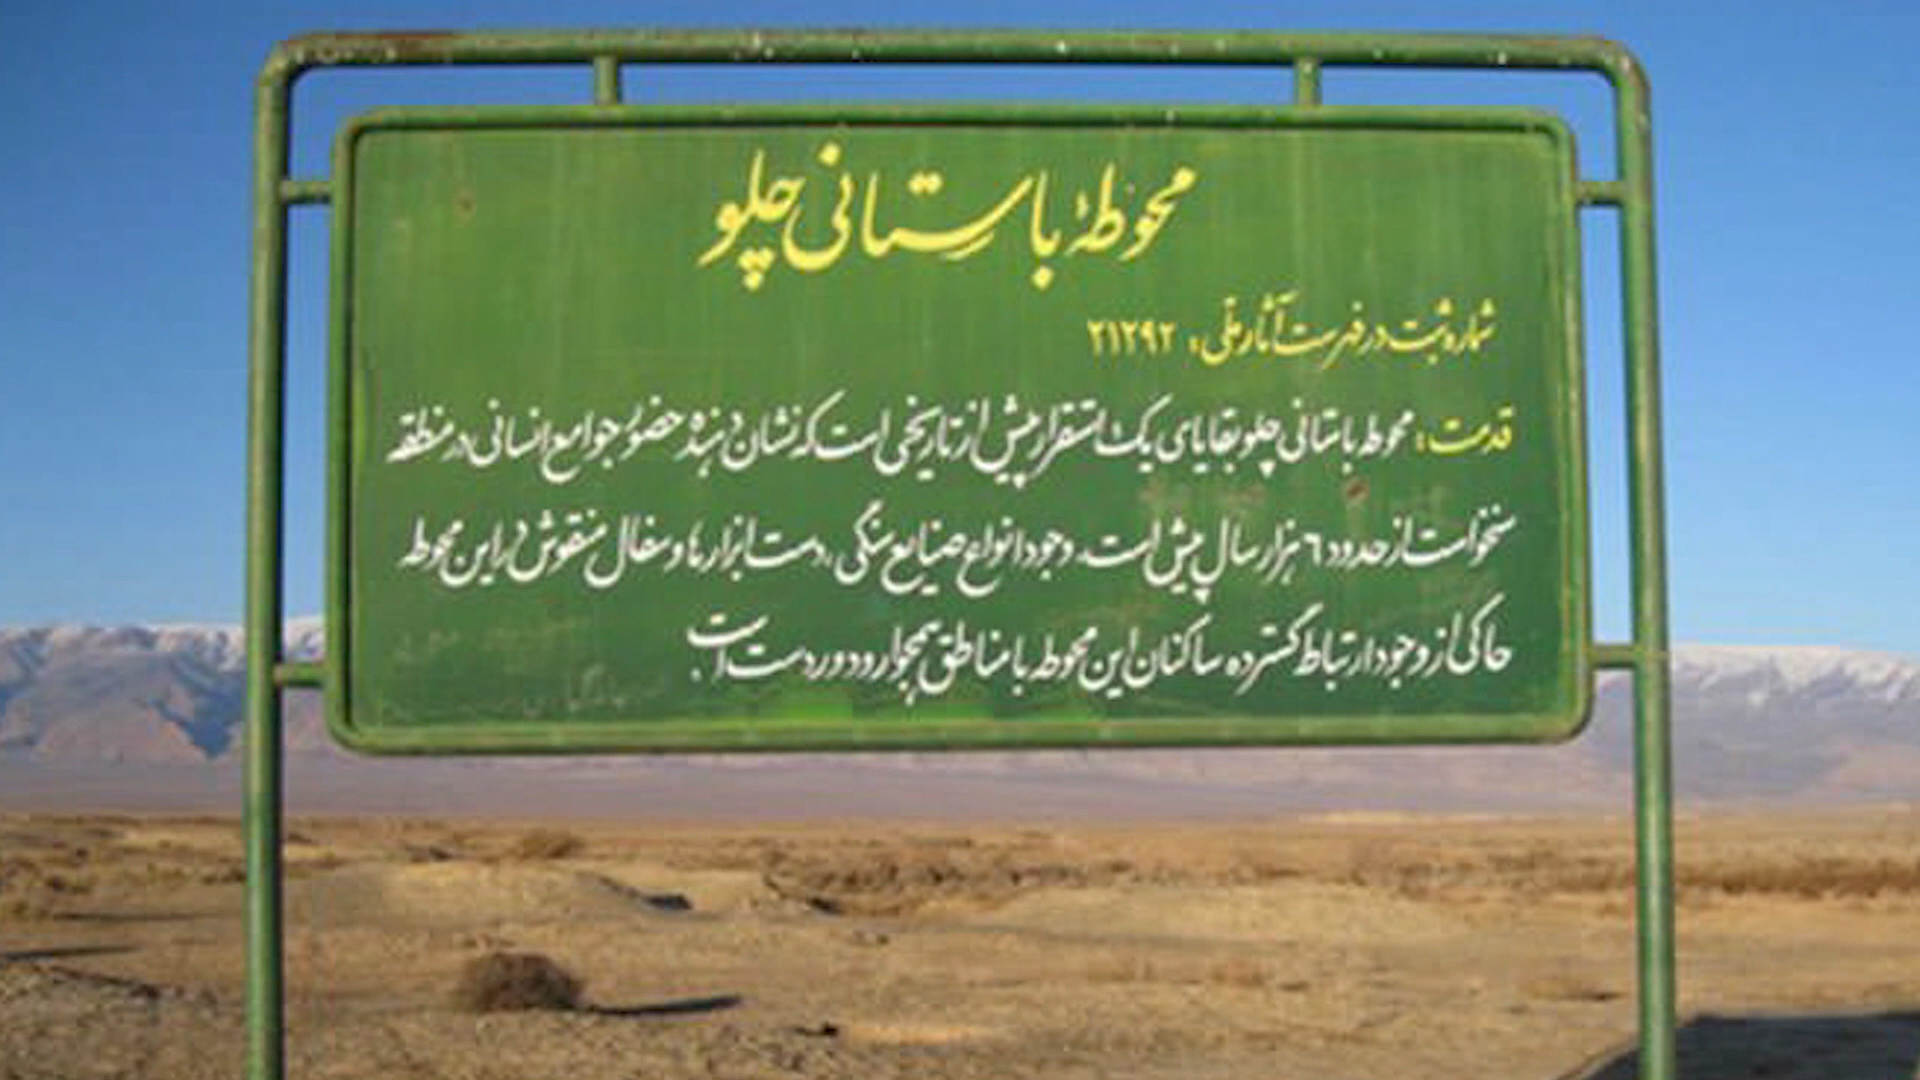 محوطهٔ باستانی چلو
شماره ثبت در فهرست آثار ملی: ۲۱۲۹۲
قدمت: محوطه باستانی چلو بقایای یک استقرار پیش از تاریخی است که نشان دهنده حضور جوامع انسانی در منطقه
سنخواست از حدود ۶ هزار سال پیش است. وجود انواع صنایع سنگی، دست ابزارها و سفال منقوش در این محوطه
حاکی از وجود ارتباط گسترده ساکنان این محوطه با مناطق همجوار و دوردست است.